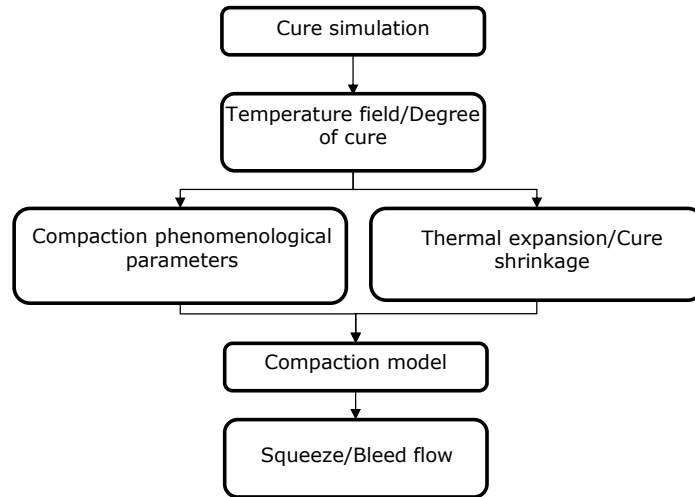 Cure simulation
Temperature field/Degree
of cure
Compaction phenomenological
parameters
Thermal expansion/Cure
shrinkage
Compaction model
Squeeze/Bleed flow